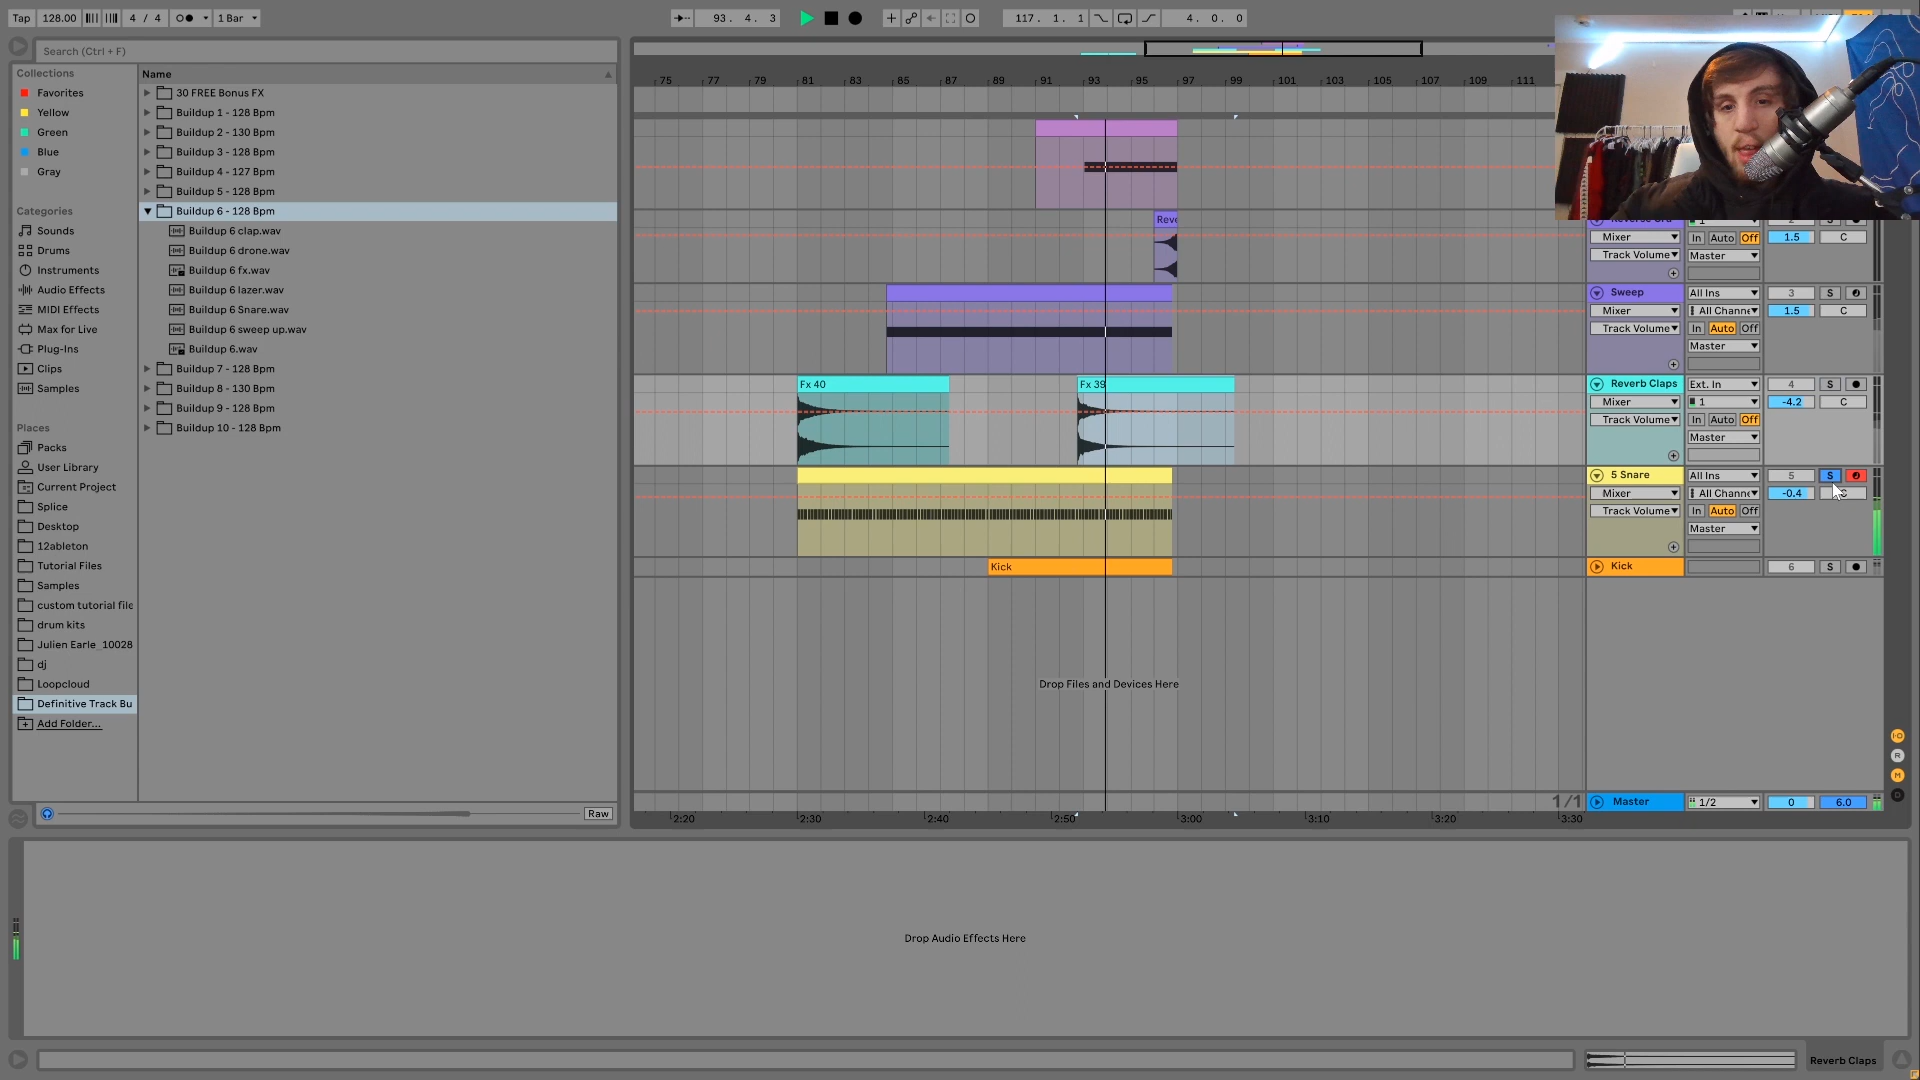 Tap 128.00 4 / 4 1 Bar 93. 4. 3 117. 1. 1 4. 0. 0
Search (Ctrl + F)
Collections
Favorites
Yellow
Green
Blue
Gray
Categories
Sounds
Drums
Instruments
Audio Effects
MIDI Effects
Max for Live
Plug-Ins
Clips
Samples
Places
Packs
User Library
Current Project
Splice
Desktop
12ableton
Tutorial Files
Samples
custom tutorial file
drum kits
Julien Earle_10028
dj
Loopcloud
Definitive Track Bu
Add Folder...
Name
30 FREE Bonus FX
Buildup 1 - 128 Bpm
Buildup 2 - 130 Bpm
Buildup 3 - 128 Bpm
Buildup 4 - 127 Bpm
Buildup 5 - 128 Bpm
Buildup 6 - 128 Bpm
Buildup 6 clap.wav
Buildup 6 drone.wav
Buildup 6 fx.wav
Buildup 6 lazer.wav
Buildup 6 Snare.wav
Buildup 6 sweep up.wav
Buildup 6.wav
Buildup 7 - 128 Bpm
Buildup 8 - 130 Bpm
Buildup 9 - 128 Bpm
Buildup 10 - 128 Bpm
Raw
75 77 79 81 83 85 87 89 91 93 95 97 99 101 103 105 107 109 111
Reve
Fx 40
Fx 39
Kick
Drop Files and Devices Here
1/1
2:20 2:30 2:40 2:50 3:00 3:10 3:20 3:30
Mixer In Auto Off 1.5 C
Track Volume Master
Sweep All Ins 3 S
Mixer All Channe 1.5 C
Track Volume In Auto Off
Master
Reverb Claps Ext. In 4 S
Mixer 1 -4.2 C
Track Volume In Auto Off
Master
5 Snare All Ins 5 S
Mixer All Channe -0.4
Track Volume In Auto Off
Master
Kick 6 S
Master 1/2 0 6.0
I·O
R
M
D
Drop Audio Effects Here
Reverb Claps